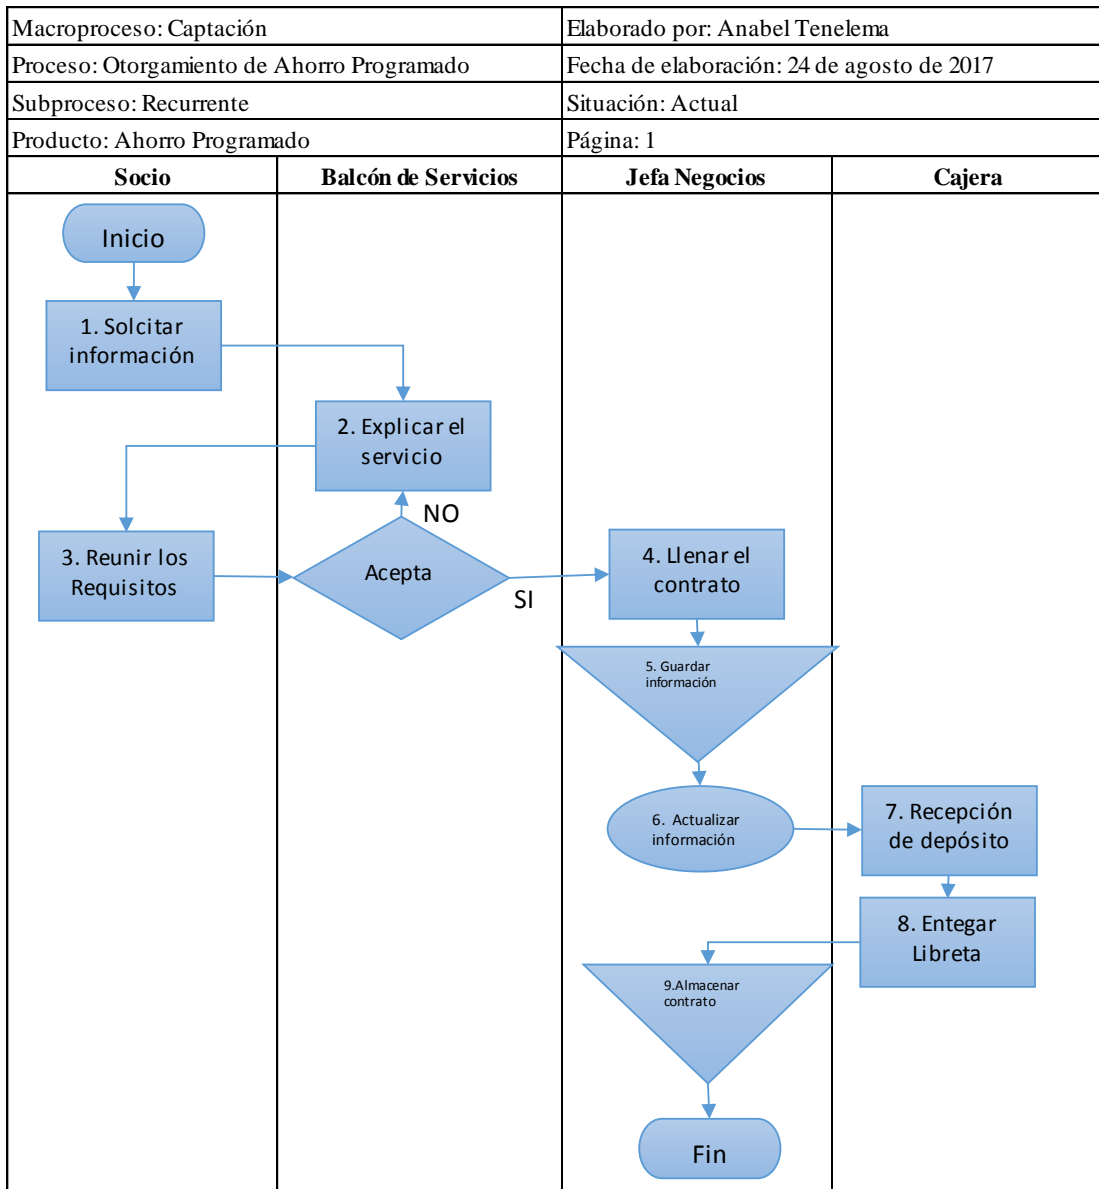 Macroproceso: Captación
Elaborado por: Anabel Tenelema
Proceso: Otorgamiento de Ahorro Programado
Fecha de elaboración: 24 de agosto de 2017
Subproceso: Recurrente
Situación: Actual
Producto: Ahorro Programado
Página: 1
Socio
Balcón de Servicios
Jefa Negocios
Cajera
Inicio
1. Solcitar
información
2. Explicar el
servicio
NO
3. Reunir los
Requisitos
Acepta
SI
4. Llenar el
contrato
5. Guardar
información
6. Actualizar
información
7. Recepción
de depósito
8. Entegar
Libreta
9.Almacenar
contrato
Fin